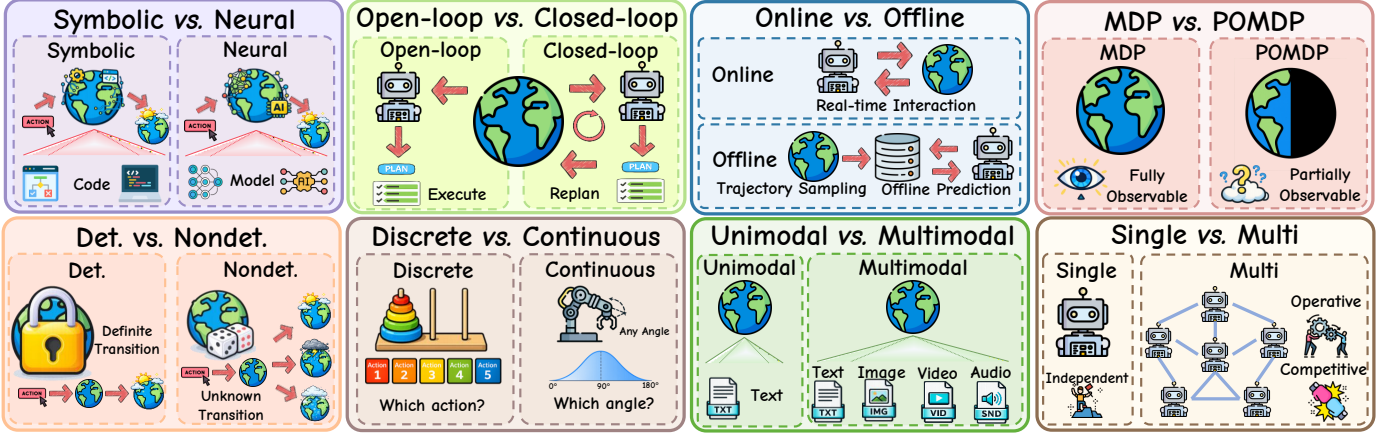 Symbolic vs. Neural
Symbolic
Neural
ACTION
ACTION
AI
</>
Code
Model
AI
Open-loop vs. Closed-loop
Open-loop
Closed-loop
PLAN
PLAN
Execute
Replan
Online vs. Offline
Online
Real-time Interaction
Offline
Trajectory Sampling
Offline Prediction
MDP vs. POMDP
MDP
POMDP
Fully
Observable
Partially
Observable
Det. vs. Nondet.
Det.
Nondet.
Definite
Transition
ACTION
ACTION
Unknown
Transition
Discrete vs. Continuous
Discrete
Continuous
Any Angle
Action
1
Action
2
Action
3
Action
4
Action
5
0°
90°
180°
Which action?
Which angle?
Unimodal vs. Multimodal
Unimodal
Multimodal
TXT
Text
Text
Image
Video
Audio
TXT
IMG
VID
SND
Single vs. Multi
Single
Multi
Independent
Operative
Competitive